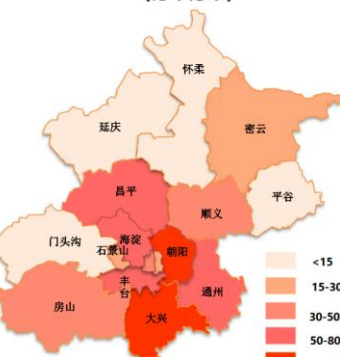 怀柔
延庆
密云
昌平
平谷
顺义
门头沟
海淀
石景山
朝阳
丰
台
通州
房山
大兴
<15
15-30
30-50
50-80